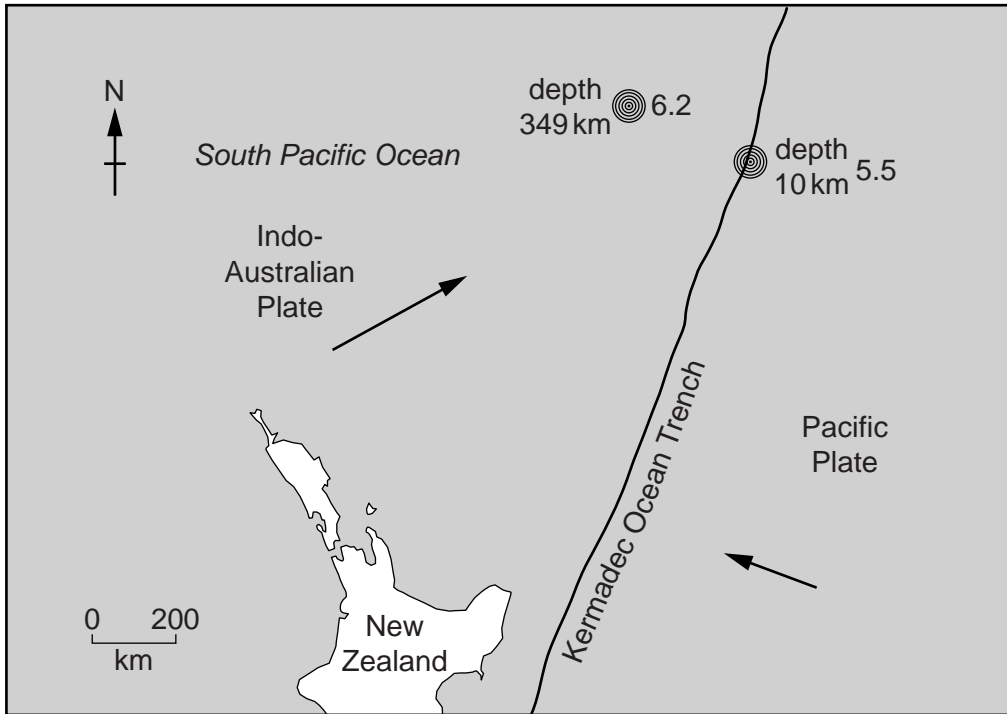 N
depth
349 km
6.2
South Pacific Ocean
depth
10 km
5.5
Indo-
Australian
Plate
Kermadec Ocean Trench
Pacific
Plate
0 200
km
New
Zealand